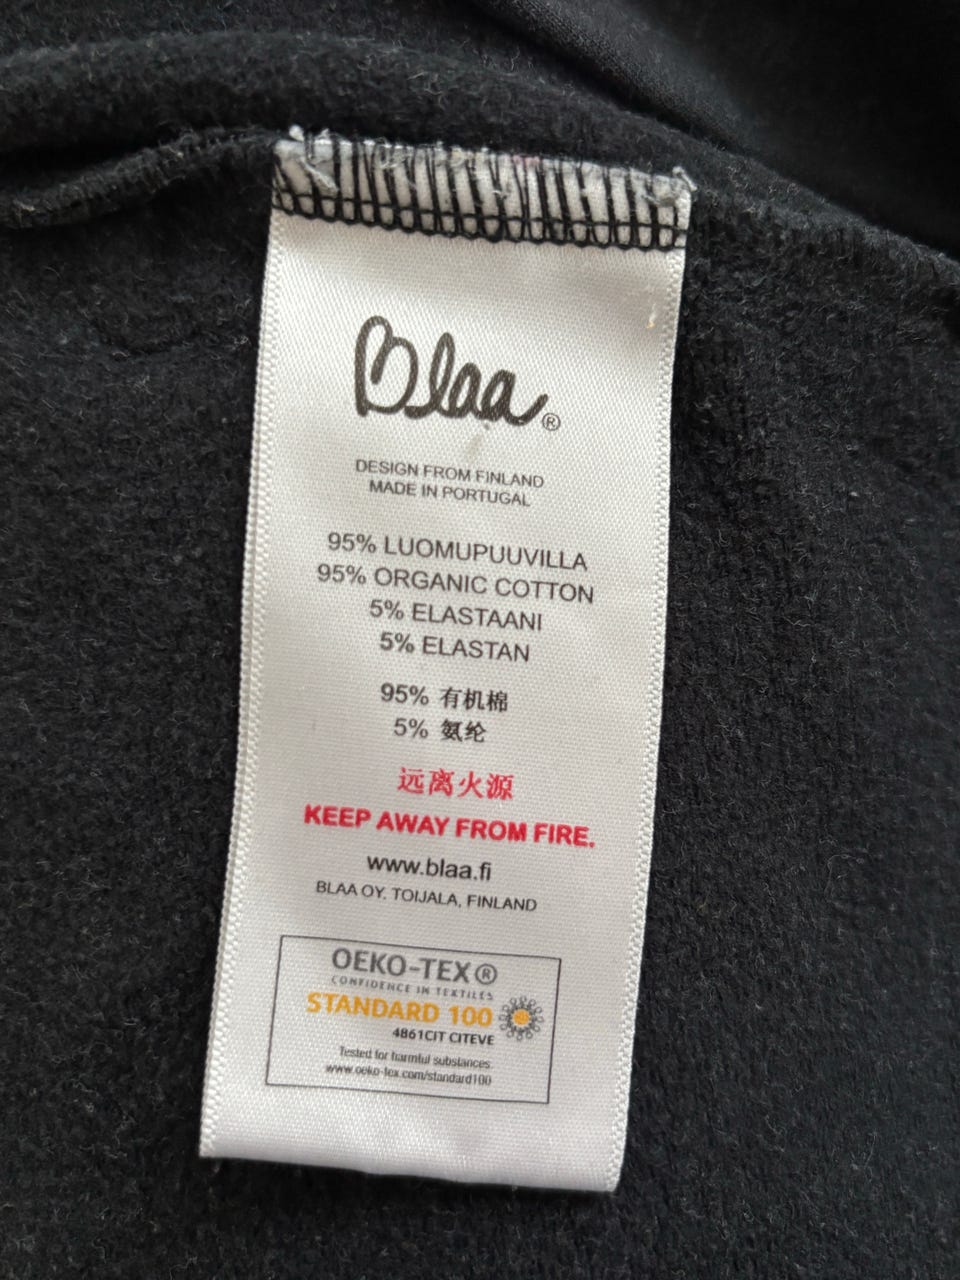 Blaa®
DESIGN FROM FINLAND
MADE IN PORTUGAL
95% LUOMUPUUVILLA
95% ORGANIC COTTON
5% ELASTAANI
5% ELASTAN
95% 有机棉
5% 氨纶
远离火源
KEEP AWAY FROM FIRE.
www.blaa.fi
BLAA OY. TOIJALA, FINLAND
OEKO-TEX®
CONFIDENCE IN TEXTILES
STANDARD 100
4861CIT CITEVE
Tested for harmful substances.
www.oeko-tex.com/standard100